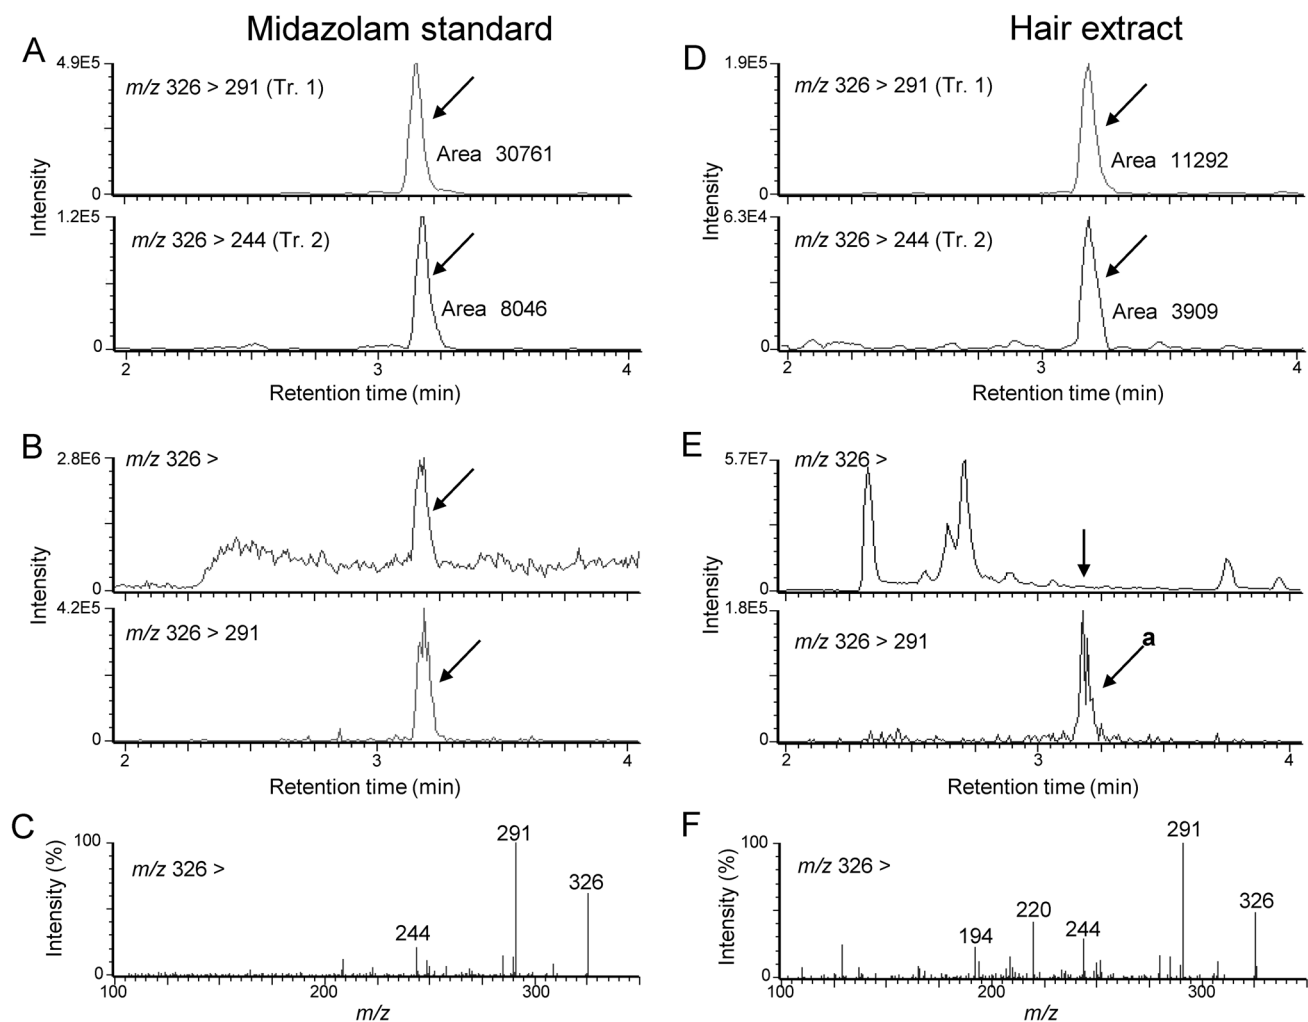 Midazolam standard
Hair extract
A
4.9E5
m/z 326 > 291 (Tr. 1)
Area 30761
0
Intensity
1.2E5
m/z 326 > 244 (Tr. 2)
Area 8046
0
2 3 4
Retention time (min)
D
1.9E5
m/z 326 > 291 (Tr. 1)
Area 11292
0
Intensity
6.3E4
m/z 326 > 244 (Tr. 2)
Area 3909
0
2 3 4
Retention time (min)
B
2.8E6
m/z 326 >
0
Intensity
4.2E5
m/z 326 > 291
0
2 3 4
Retention time (min)
E
5.7E7
m/z 326 >
0
Intensity
1.8E5
m/z 326 > 291
a
0
2 3 4
Retention time (min)
C
100
Intensity (%)
m/z 326 >
291
326
244
0
100 200 300
m/z
F
100
Intensity (%)
m/z 326 >
291
326
220
244
194
0
100 200 300
m/z